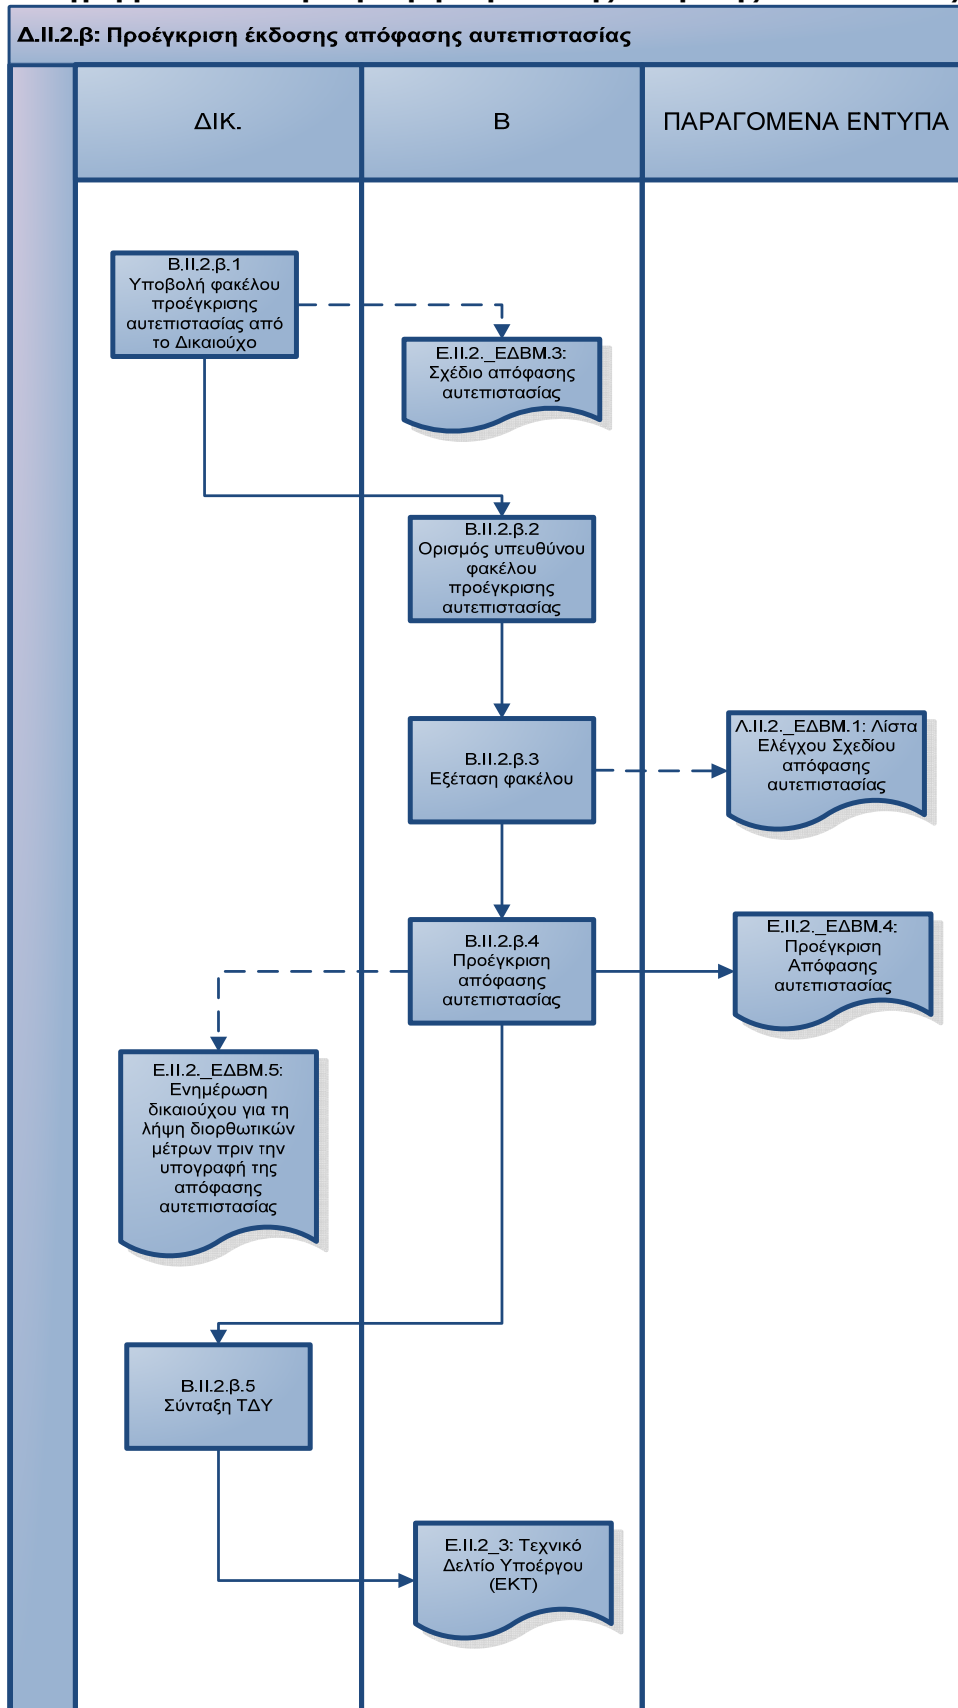 Δ.ΙΙ.2.β: Προέγκριση έκδοσης απόφασης αυτεπιστασίας
ΔΙΚ.
Β
ΠΑΡΑΓΟΜΕΝΑ ΕΝΤΥΠΑ
Β.ΙΙ.2.β.1
Υποβολή φακέλου
προέγκρισης
αυτεπιστασίας από
το Δικαιούχο
Ε.ΙΙ.2._ΕΔΒΜ.3:
Σχέδιο απόφασης
αυτεπιστασίας
Β.ΙΙ.2.β.2
Ορισμός υπευθύνου
φακέλου
προέγκρισης
αυτεπιστασίας
Β.ΙΙ.2.β.3
Εξέταση φακέλου
Λ.ΙΙ.2._ΕΔΒΜ.1: Λίστα
Ελέγχου Σχεδίου
απόφασης
αυτεπιστασίας
Β.ΙΙ.2.β.4
Προέγκριση
απόφασης
αυτεπιστασίας
Ε.ΙΙ.2._ΕΔΒΜ.4:
Προέγκριση
Απόφασης
αυτεπιστασίας
Ε.ΙΙ.2._ΕΔΒΜ.5:
Ενημέρωση
δικαιούχου για τη
λήψη διορθωτικών
μέτρων πριν την
υπογραφή της
απόφασης
αυτεπιστασίας
Β.ΙΙ.2.β.5
Σύνταξη ΤΔΥ
Ε.ΙΙ.2_3: Τεχνικό
Δελτίο Υποέργου
(ΕΚΤ)